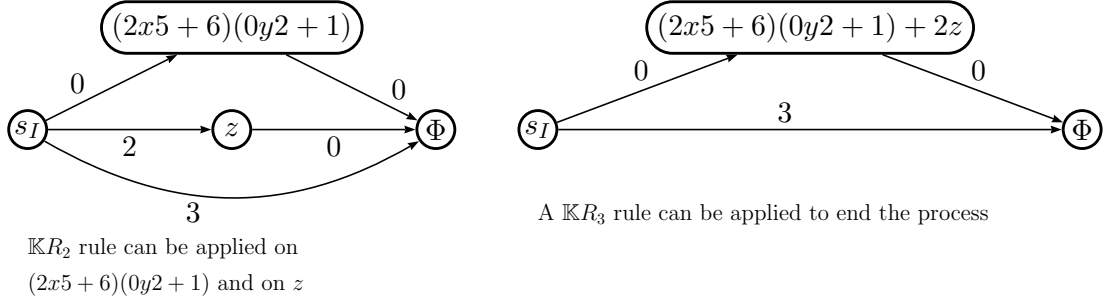 (2x5 + 6)(0y2 + 1)
0
0
s_I
2
z
0
Φ
3
𝕂R₂ rule can be applied on
(2x5 + 6)(0y2 + 1) and on z
(2x5 + 6)(0y2 + 1) + 2z
0
0
s_I
3
Φ
A 𝕂R₃ rule can be applied to end the process